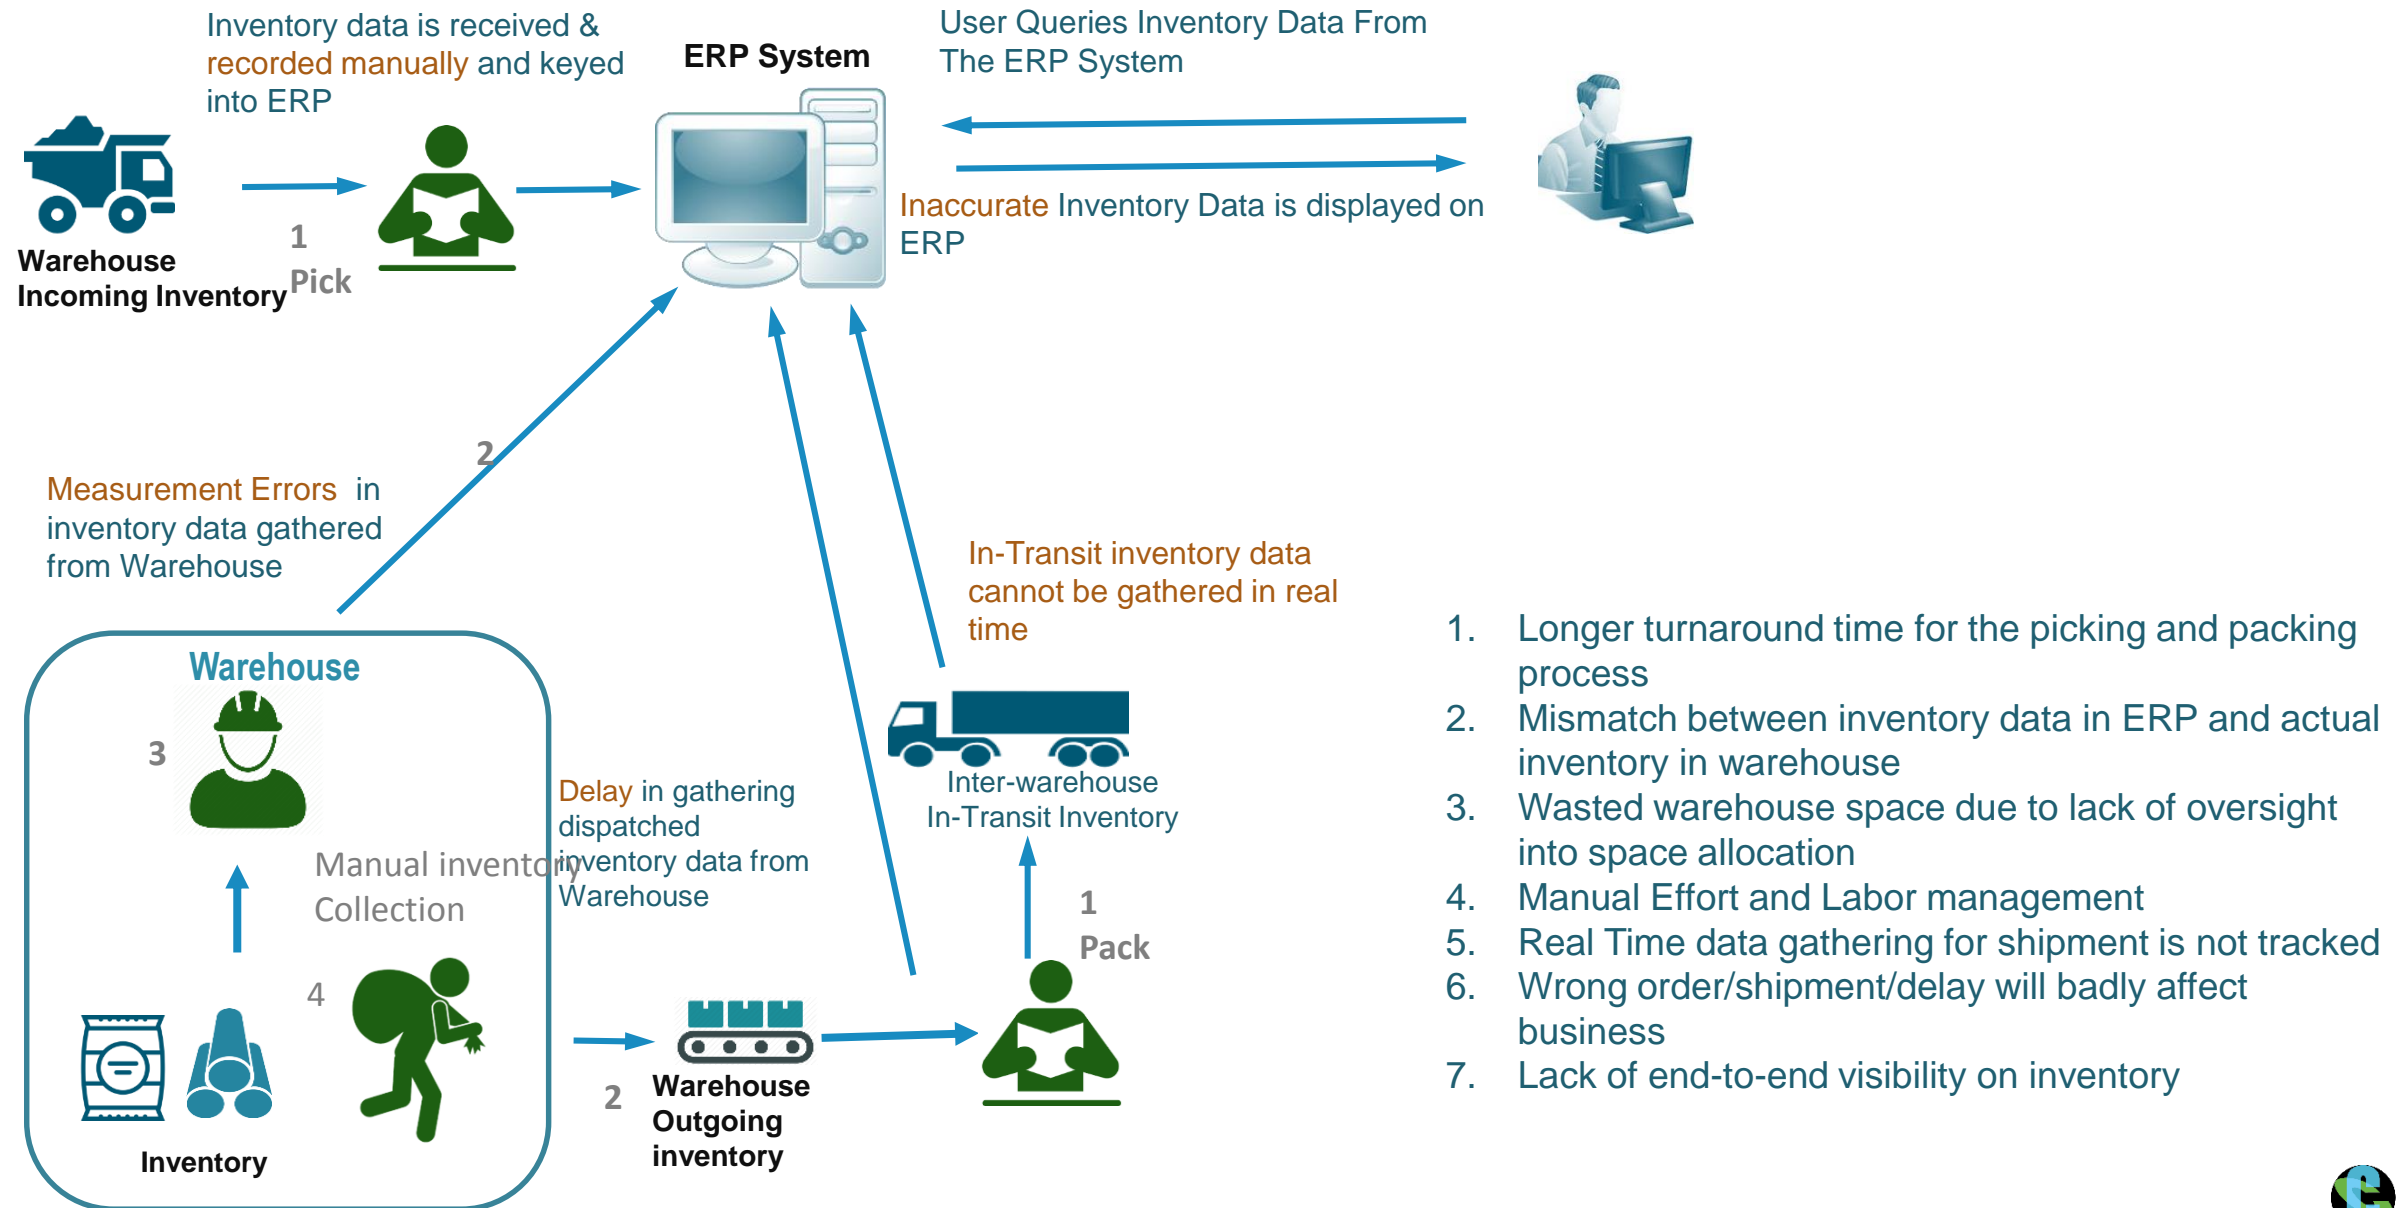 Inventory data is received &
recorded manually and keyed
into ERP
ERP System
User Queries Inventory Data From
The ERP System
Inaccurate Inventory Data is displayed on
ERP
1
Pick
Warehouse
Incoming Inventory
2
Measurement Errors in
inventory data gathered
from Warehouse
In-Transit inventory data
cannot be gathered in real
time
Warehouse
3
Manual inventory
Collection
4
Inventory
Delay in gathering
dispatched
inventory data from
Warehouse
Inter-warehouse
In-Transit Inventory
1
Pack
2
Warehouse
Outgoing
inventory
1. Longer turnaround time for the picking and packing
process
2. Mismatch between inventory data in ERP and actual
inventory in warehouse
3. Wasted warehouse space due to lack of oversight
into space allocation
4. Manual Effort and Labor management
5. Real Time data gathering for shipment is not tracked
6. Wrong order/shipment/delay will badly affect
business
7. Lack of end-to-end visibility on inventory